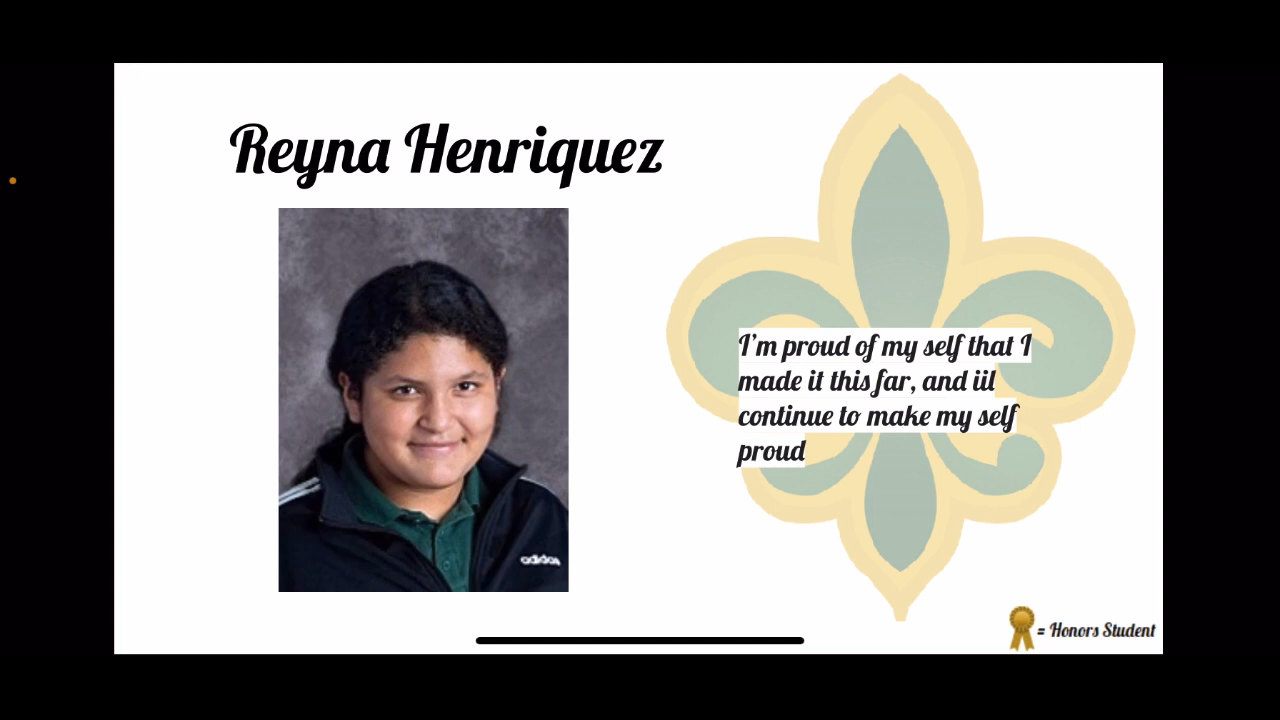 Reyna Henriquez
I'm proud of my self that I
made it this far, and iil
continue to make my self
proud
adidas
= Honors Student